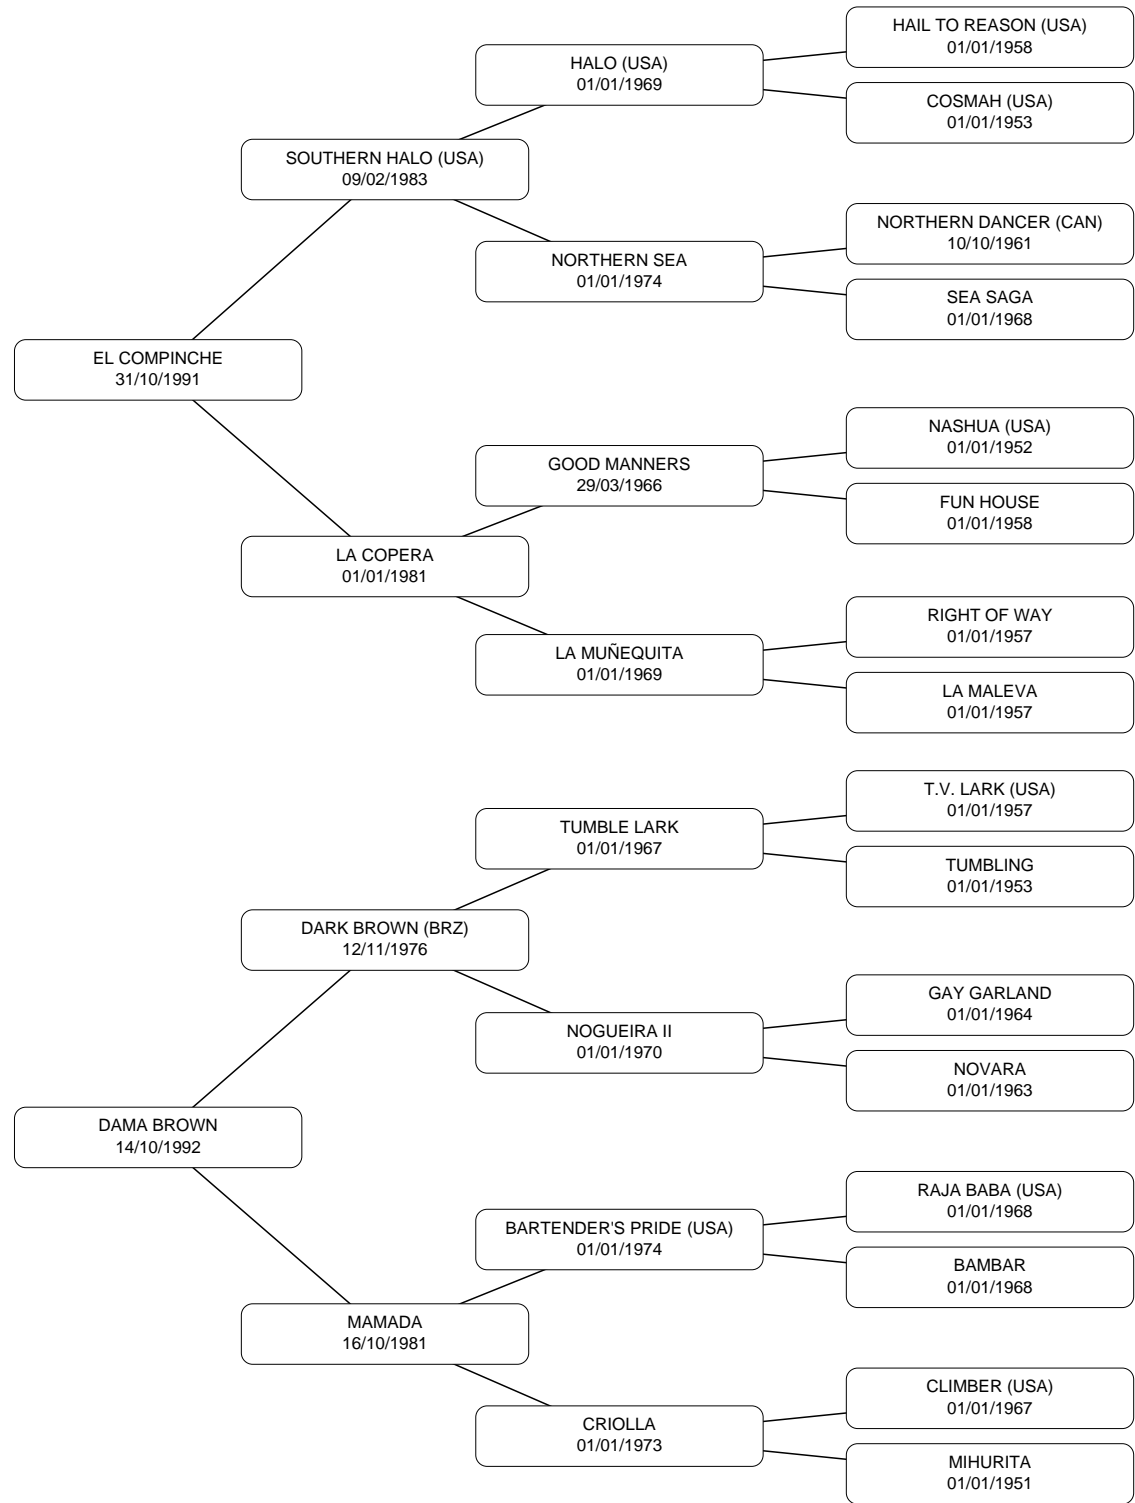 HAIL TO REASON (USA)
01/01/1958
HALO (USA)
01/01/1969
COSMAH (USA)
01/01/1953
SOUTHERN HALO (USA)
09/02/1983
NORTHERN DANCER (CAN)
10/10/1961
NORTHERN SEA
01/01/1974
SEA SAGA
01/01/1968
EL COMPINCHE
31/10/1991
NASHUA (USA)
01/01/1952
GOOD MANNERS
29/03/1966
FUN HOUSE
01/01/1958
LA COPERA
01/01/1981
RIGHT OF WAY
01/01/1957
LA MUÑEQUITA
01/01/1969
LA MALEVA
01/01/1957
T.V. LARK (USA)
01/01/1957
TUMBLE LARK
01/01/1967
TUMBLING
01/01/1953
DARK BROWN (BRZ)
12/11/1976
GAY GARLAND
01/01/1964
NOGUEIRA II
01/01/1970
NOVARA
01/01/1963
DAMA BROWN
14/10/1992
RAJA BABA (USA)
01/01/1968
BARTENDER'S PRIDE (USA)
01/01/1974
BAMBAR
01/01/1968
MAMADA
16/10/1981
CLIMBER (USA)
01/01/1967
CRIOLLA
01/01/1973
MIHURITA
01/01/1951